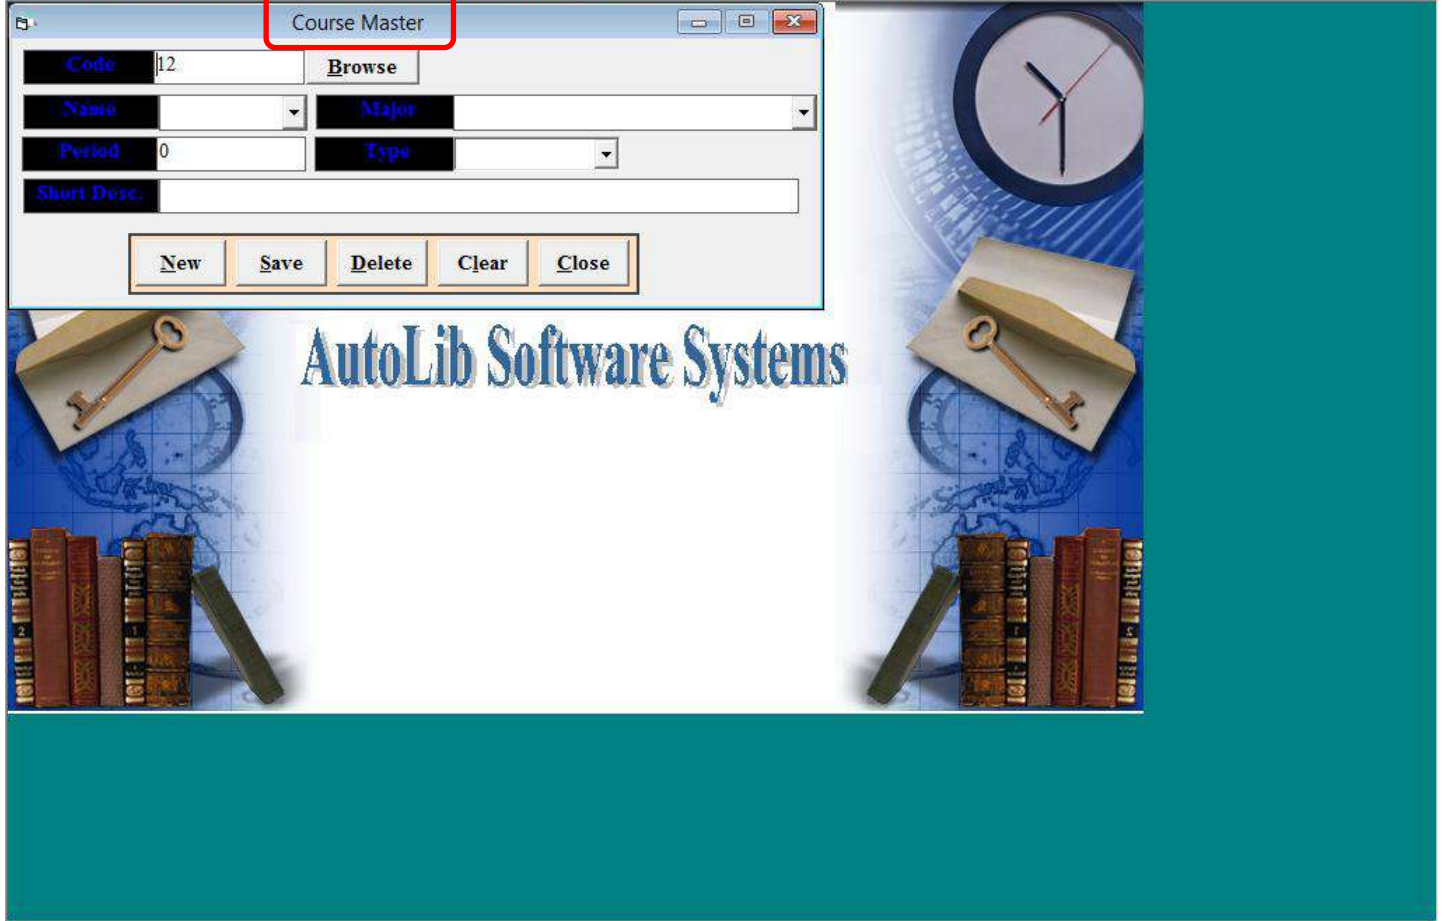 Course Master
Code 12 Browse
Name Major
Period 0 Type
Short Desc.
New Save Delete Clear Close
AutoLib Software Systems